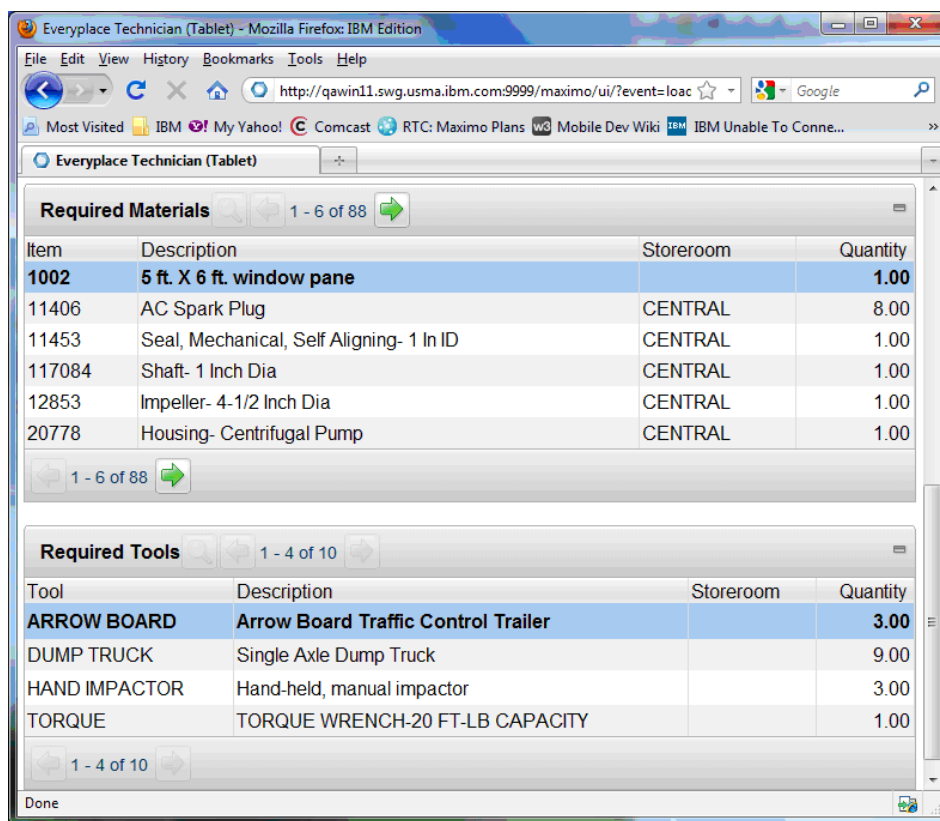 Everyplace Technician (Tablet) - Mozilla Firefox: IBM Edition
File Edit View History Bookmarks Tools Help
http://qawin11.swg.usma.ibm.com:9999/maximo/ui/?event=loac Google
Most Visited IBM My Yahoo! Comcast RTC: Maximo Plans w3 Mobile Dev Wiki IBM IBM Unable To Conne... »
Everyplace Technician (Tablet)
Required Materials 1 - 6 of 88
Item Description Storeroom Quantity
1002 5 ft. X 6 ft. window pane 1.00
11406 AC Spark Plug CENTRAL 8.00
11453 Seal, Mechanical, Self Aligning- 1 In ID CENTRAL 1.00
117084 Shaft- 1 Inch Dia CENTRAL 1.00
12853 Impeller- 4-1/2 Inch Dia CENTRAL 1.00
20778 Housing- Centrifugal Pump CENTRAL 1.00
1 - 6 of 88
Required Tools 1 - 4 of 10
Tool Description Storeroom Quantity
ARROW BOARD Arrow Board Traffic Control Trailer 3.00
DUMP TRUCK Single Axle Dump Truck 9.00
HAND IMPACTOR Hand-held, manual impactor 3.00
TORQUE TORQUE WRENCH-20 FT-LB CAPACITY 1.00
1 - 4 of 10
Done